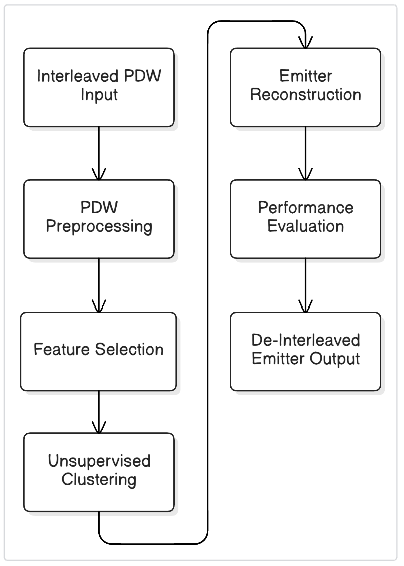 Interleaved PDW
Input
PDW
Preprocessing
Feature Selection
Unsupervised
Clustering
Emitter
Reconstruction
Performance
Evaluation
De-Interleaved
Emitter Output